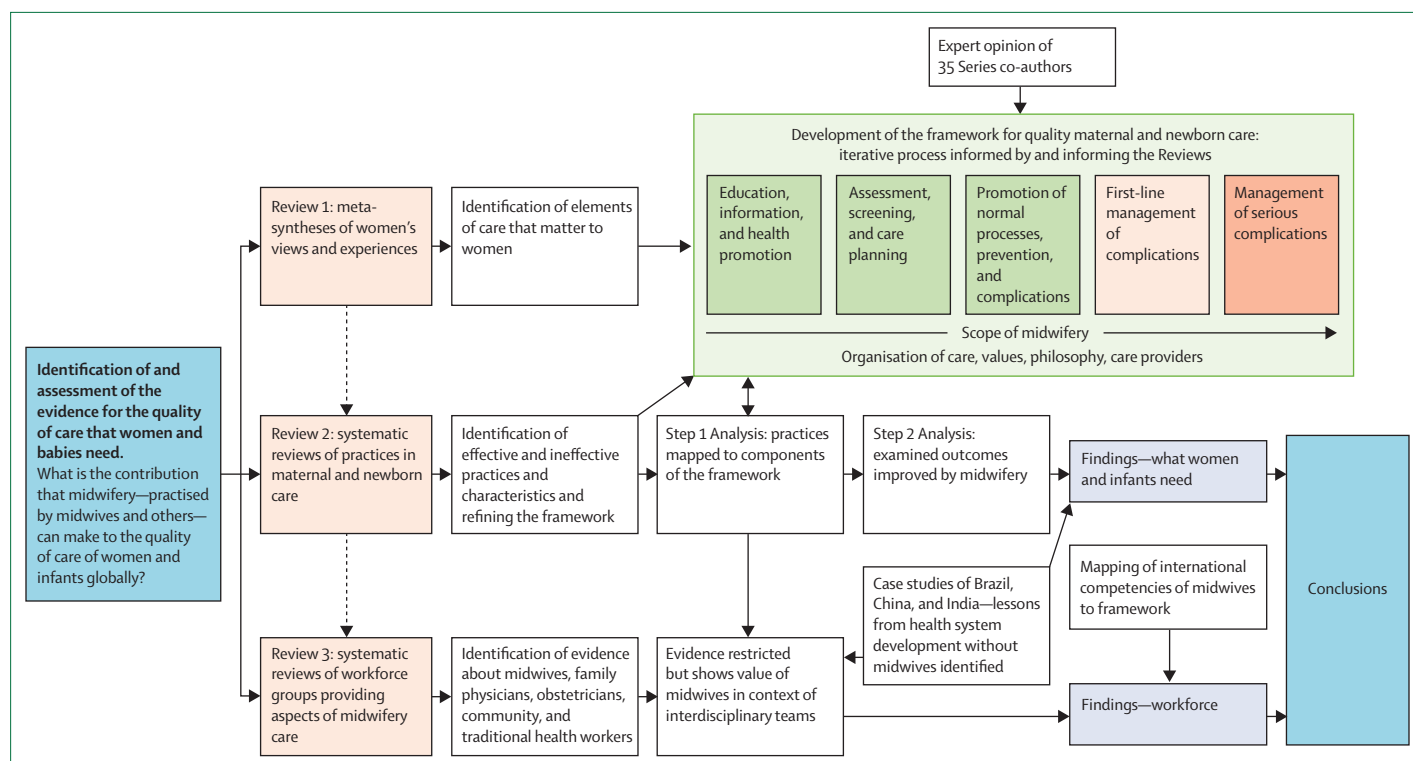 Expert opinion of
35 Series co-authors
Development of the framework for quality maternal and newborn care:
iterative process informed by and informing the Reviews
Education,
information,
and health
promotion
Assessment,
screening,
and care
planning
Promotion of
normal
processes,
prevention,
and
complications
First-line
management
of
complications
Management
of serious
complications
Scope of midwifery
Organisation of care, values, philosophy, care providers
Review 1: meta-
syntheses of women’s
views and experiences
Identification of elements
of care that matter to
women
Identification of and
assessment of the
evidence for the quality
of care that women and
babies need.
What is the contribution
that midwifery—practised
by midwives and others—
can make to the quality
of care of women and
infants globally?
Review 2: systematic
reviews of practices in
maternal and newborn
care
Identification of
effective and ineffective
practices and
characteristics and
refining the framework
Step 1 Analysis: practices
mapped to components
of the framework
Step 2 Analysis:
examined outcomes
improved by midwifery
Findings—what women
and infants need
Case studies of Brazil,
China, and India—lessons
from health system
development without
midwives identified
Mapping of international
competencies of midwives
to framework
Conclusions
Review 3: systematic
reviews of workforce
groups providing
aspects of midwifery
care
Identification of evidence
about midwives, family
physicians, obstetricians,
community, and
traditional health workers
Evidence restricted
but shows value of
midwives in context of
interdisciplinary teams
Findings—workforce